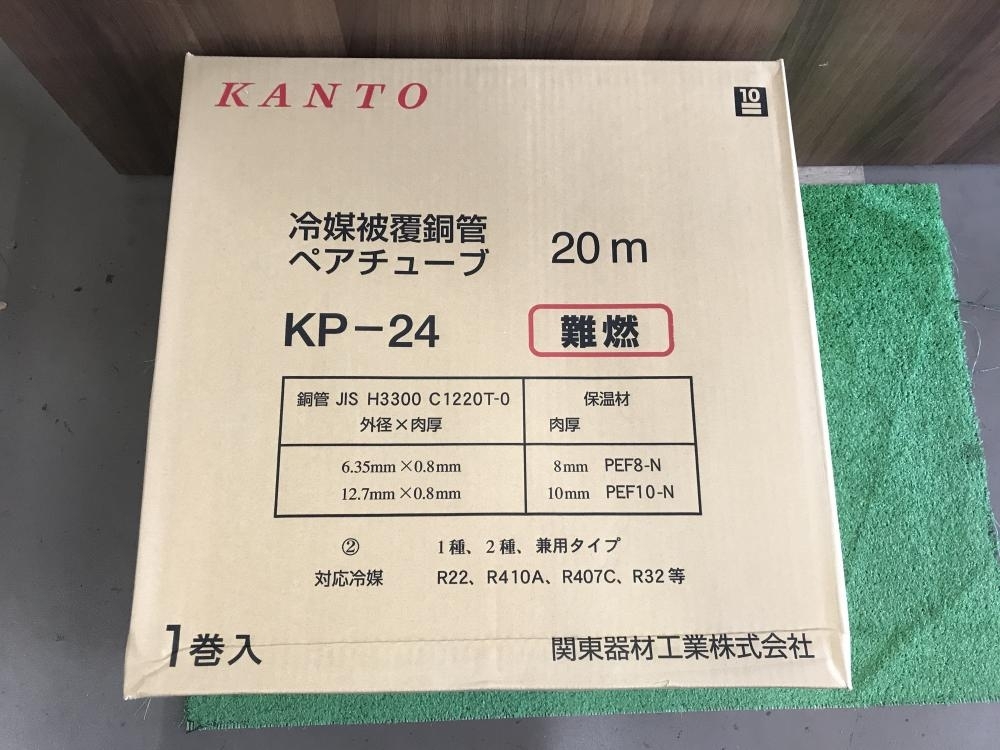 KANTO
10
冷媒被覆銅管
ペアチューブ
20m
KP-24
難燃
銅管 JIS H3300 C1220T-0
外径×肉厚
保温材
肉厚
6.35mm×0.8mm
8mm PEF8-N
12.7mm×0.8mm
10mm PEF10-N
② 1種、2種、兼用タイプ
対応冷媒 R22、R410A、R407C、R32等
1巻入
関東器材工業株式会社